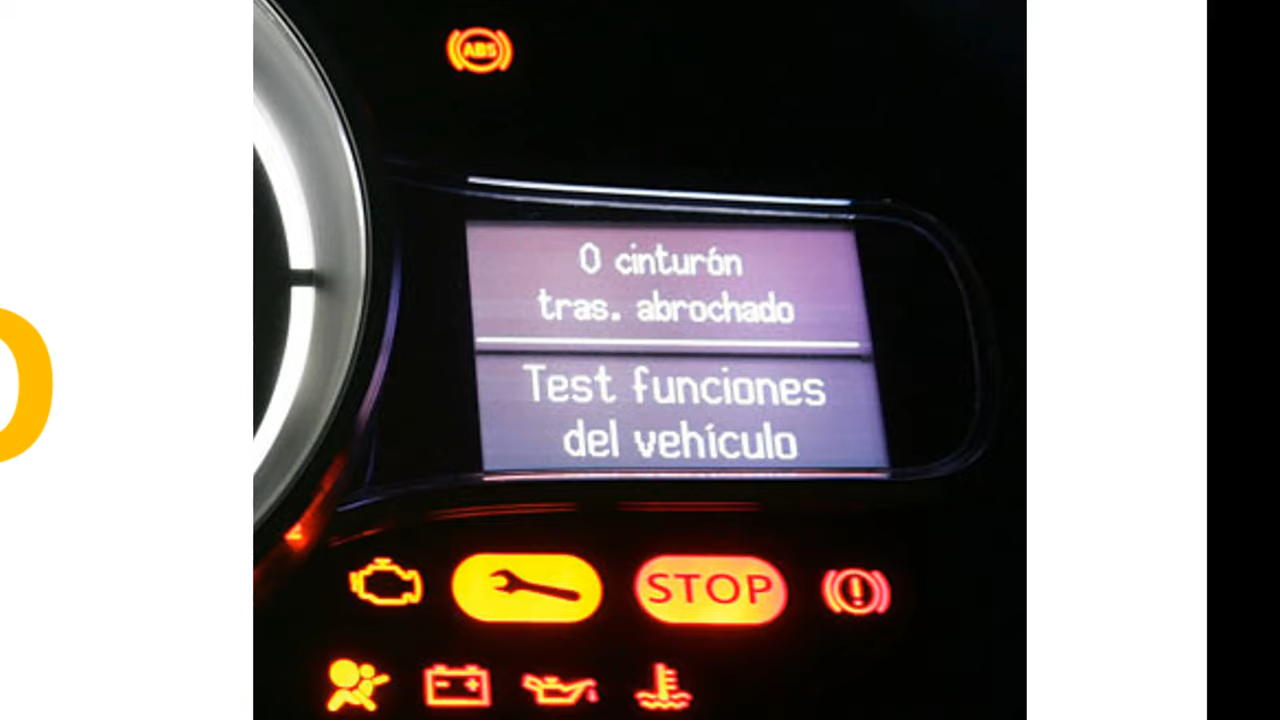 ABS
0 cinturón
tras. abrochado
Test funciones
del vehículo
STOP